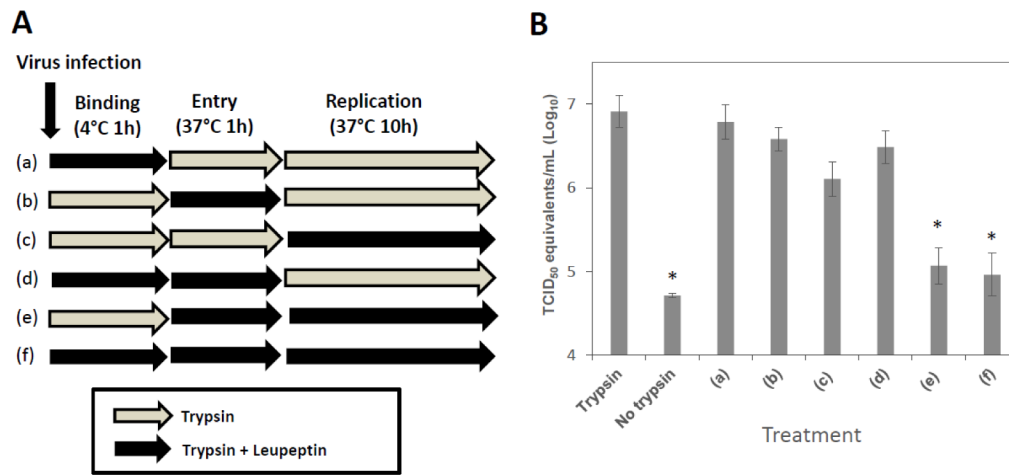 A
Virus infection
Binding
(4°C 1h)
Entry
(37°C 1h)
Replication
(37°C 10h)
(a)
(b)
(c)
(d)
(e)
(f)
Trypsin
Trypsin + Leupeptin
B
TCID50 equivalents/mL (Log10)
7
6
5
4
*
*
*
Trypsin
No trypsin
(a)
(b)
(c)
(d)
(e)
(f)
Treatment